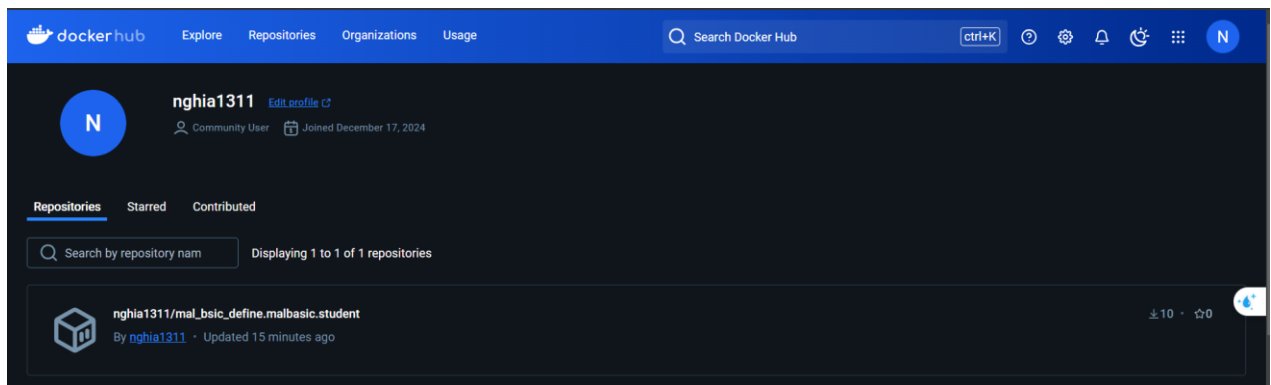 dockerhub Explore Repositories Organizations Usage Search Docker Hub ctrl+K N
N
nghia1311 Edit profile
Community User Joined December 17, 2024
Repositories Starred Contributed
Search by repository nam Displaying 1 to 1 of 1 repositories
nghia1311/mal_bsic_define.malbasic.student
10 · 0
By nghia1311 · Updated 15 minutes ago